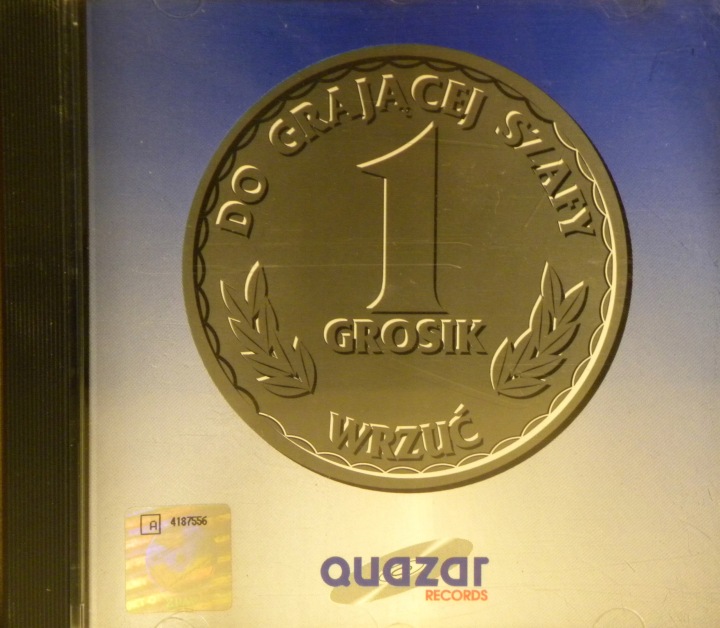 DO GRAJĄCEJ SZAFY
1
GROSIK
WRZUĆ
A 4187556
quazar
RECORDS